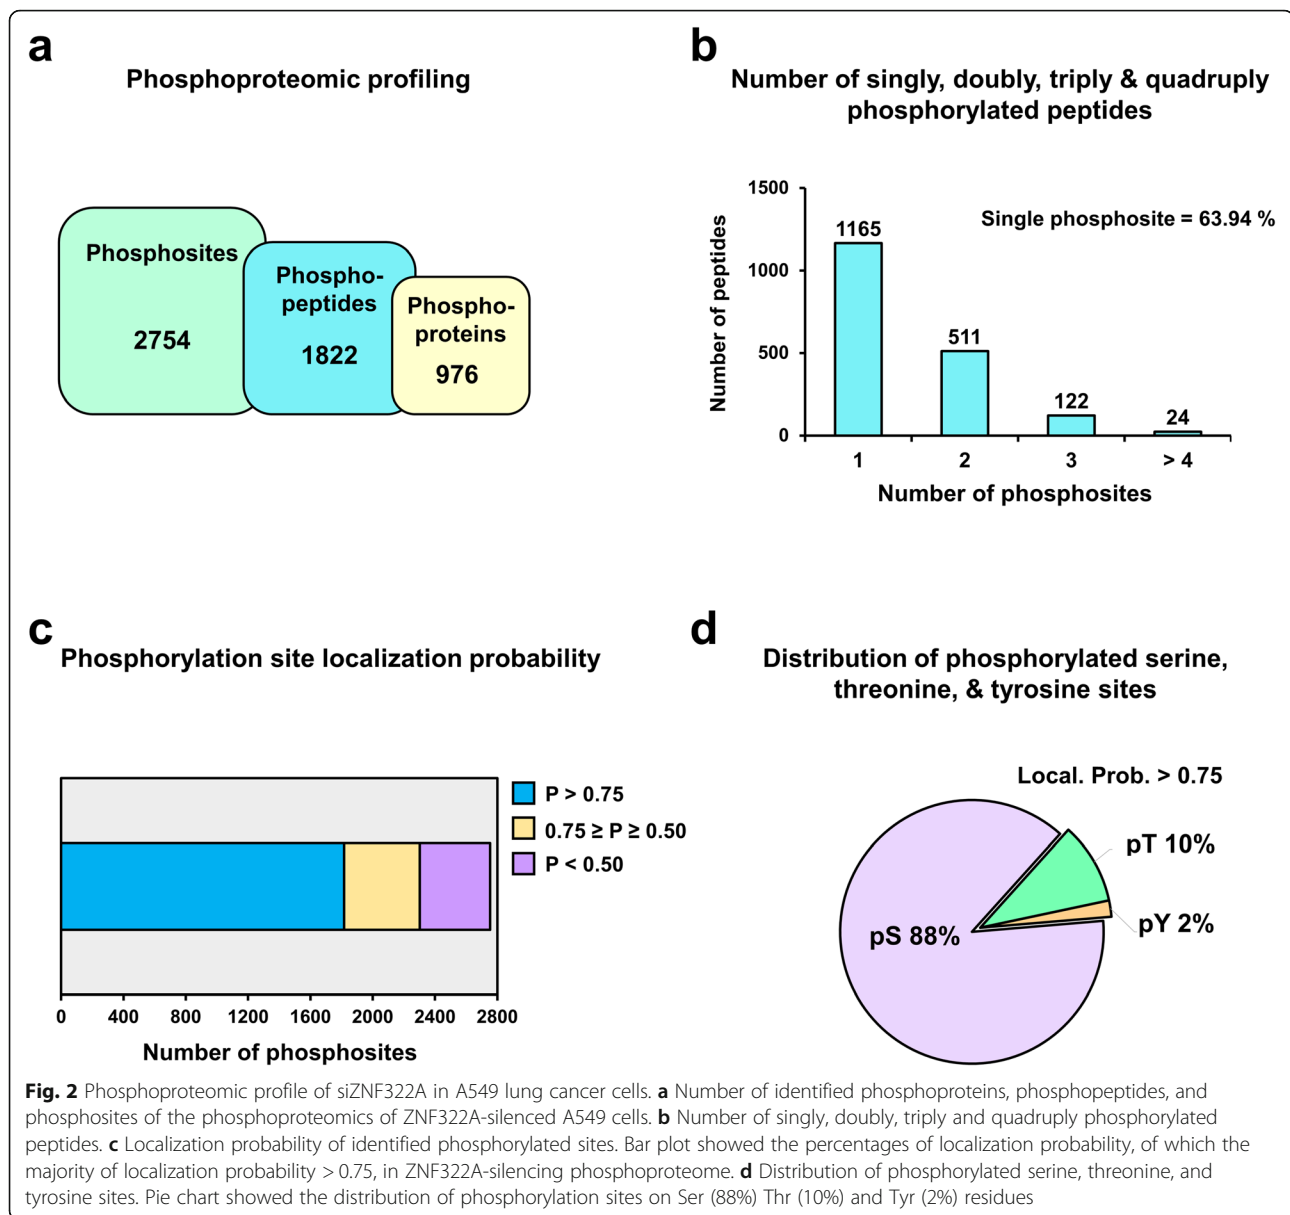 a
Phosphoproteomic profiling
Phosphosites
2754
Phospho-
peptides
1822
Phospho-
proteins
976
b
Number of singly, doubly, triply & quadruply
phosphorylated peptides
Number of peptides
1500
1000
500
0
Single phosphosite = 63.94 %
1165
511
122
24
1 2 3 > 4
Number of phosphosites
c
Phosphorylation site localization probability
P > 0.75
0.75 ≥ P ≥ 0.50
P < 0.50
0 400 800 1200 1600 2000 2400 2800
Number of phosphosites
d
Distribution of phosphorylated serine,
threonine, & tyrosine sites
Local. Prob. > 0.75
pT 10%
pY 2%
pS 88%
Fig. 2 Phosphoproteomic profile of siZNF322A in A549 lung cancer cells. a Number of identified phosphoproteins, phosphopeptides, and
phosphosites of the phosphoproteomics of ZNF322A-silenced A549 cells. b Number of singly, doubly, triply and quadruply phosphorylated
peptides. c Localization probability of identified phosphorylated sites. Bar plot showed the percentages of localization probability, of which the
majority of localization probability > 0.75, in ZNF322A-silencing phosphoproteome. d Distribution of phosphorylated serine, threonine, and
tyrosine sites. Pie chart showed the distribution of phosphorylation sites on Ser (88%) Thr (10%) and Tyr (2%) residues